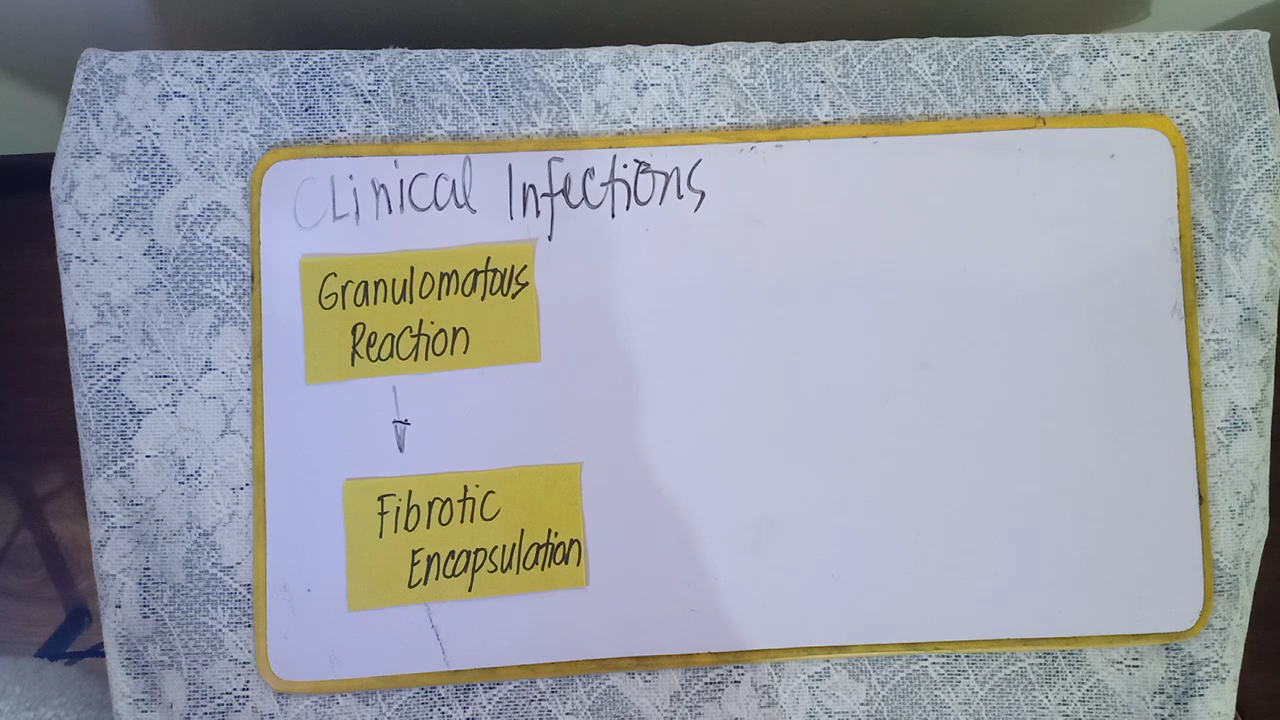 CLinical Infections
Granulomatous
Reaction
Fibrotic
Encapsulation